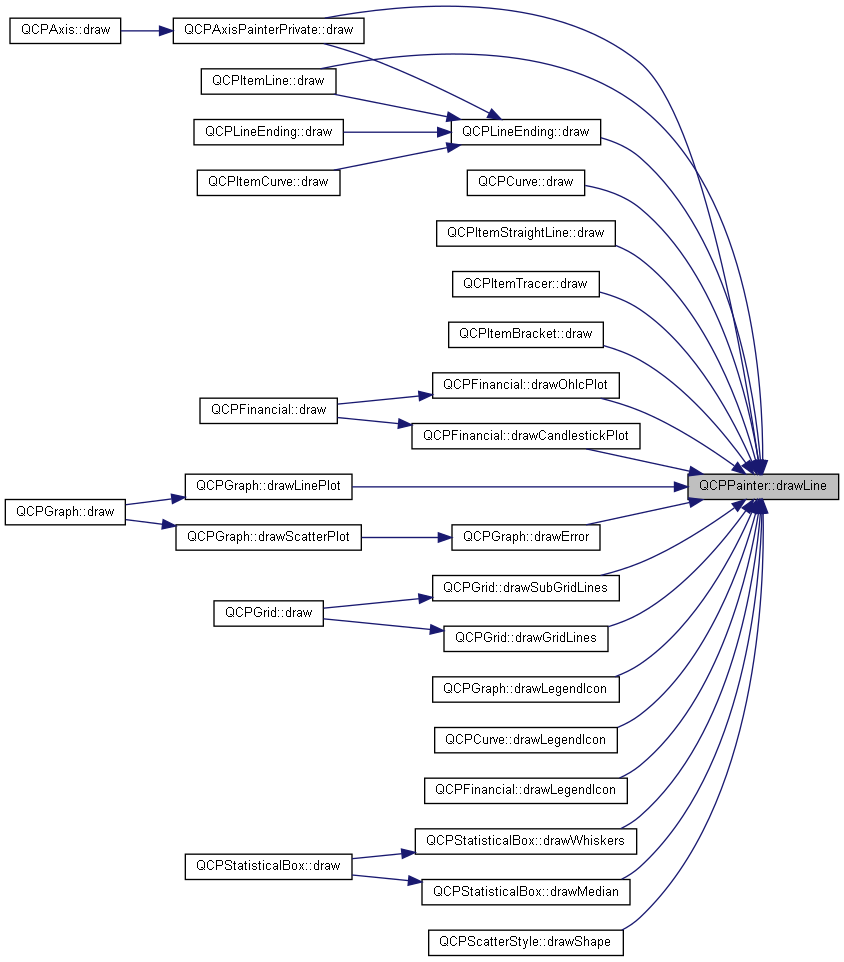 QCPAxis::draw
QCPAxisPainterPrivate::draw
QCPItemLine::draw
QCPLineEnding::draw
QCPLineEnding::draw
QCPItemCurve::draw
QCPCurve::draw
QCPItemStraightLine::draw
QCPItemTracer::draw
QCPItemBracket::draw
QCPFinancial::drawOhlcPlot
QCPFinancial::draw
QCPFinancial::drawCandlestickPlot
QCPGraph::drawLinePlot
QCPPainter::drawLine
QCPGraph::draw
QCPGraph::drawScatterPlot
QCPGraph::drawError
QCPGrid::drawSubGridLines
QCPGrid::draw
QCPGrid::drawGridLines
QCPGraph::drawLegendIcon
QCPCurve::drawLegendIcon
QCPFinancial::drawLegendIcon
QCPStatisticalBox::drawWhiskers
QCPStatisticalBox::draw
QCPStatisticalBox::drawMedian
QCPScatterStyle::drawShape